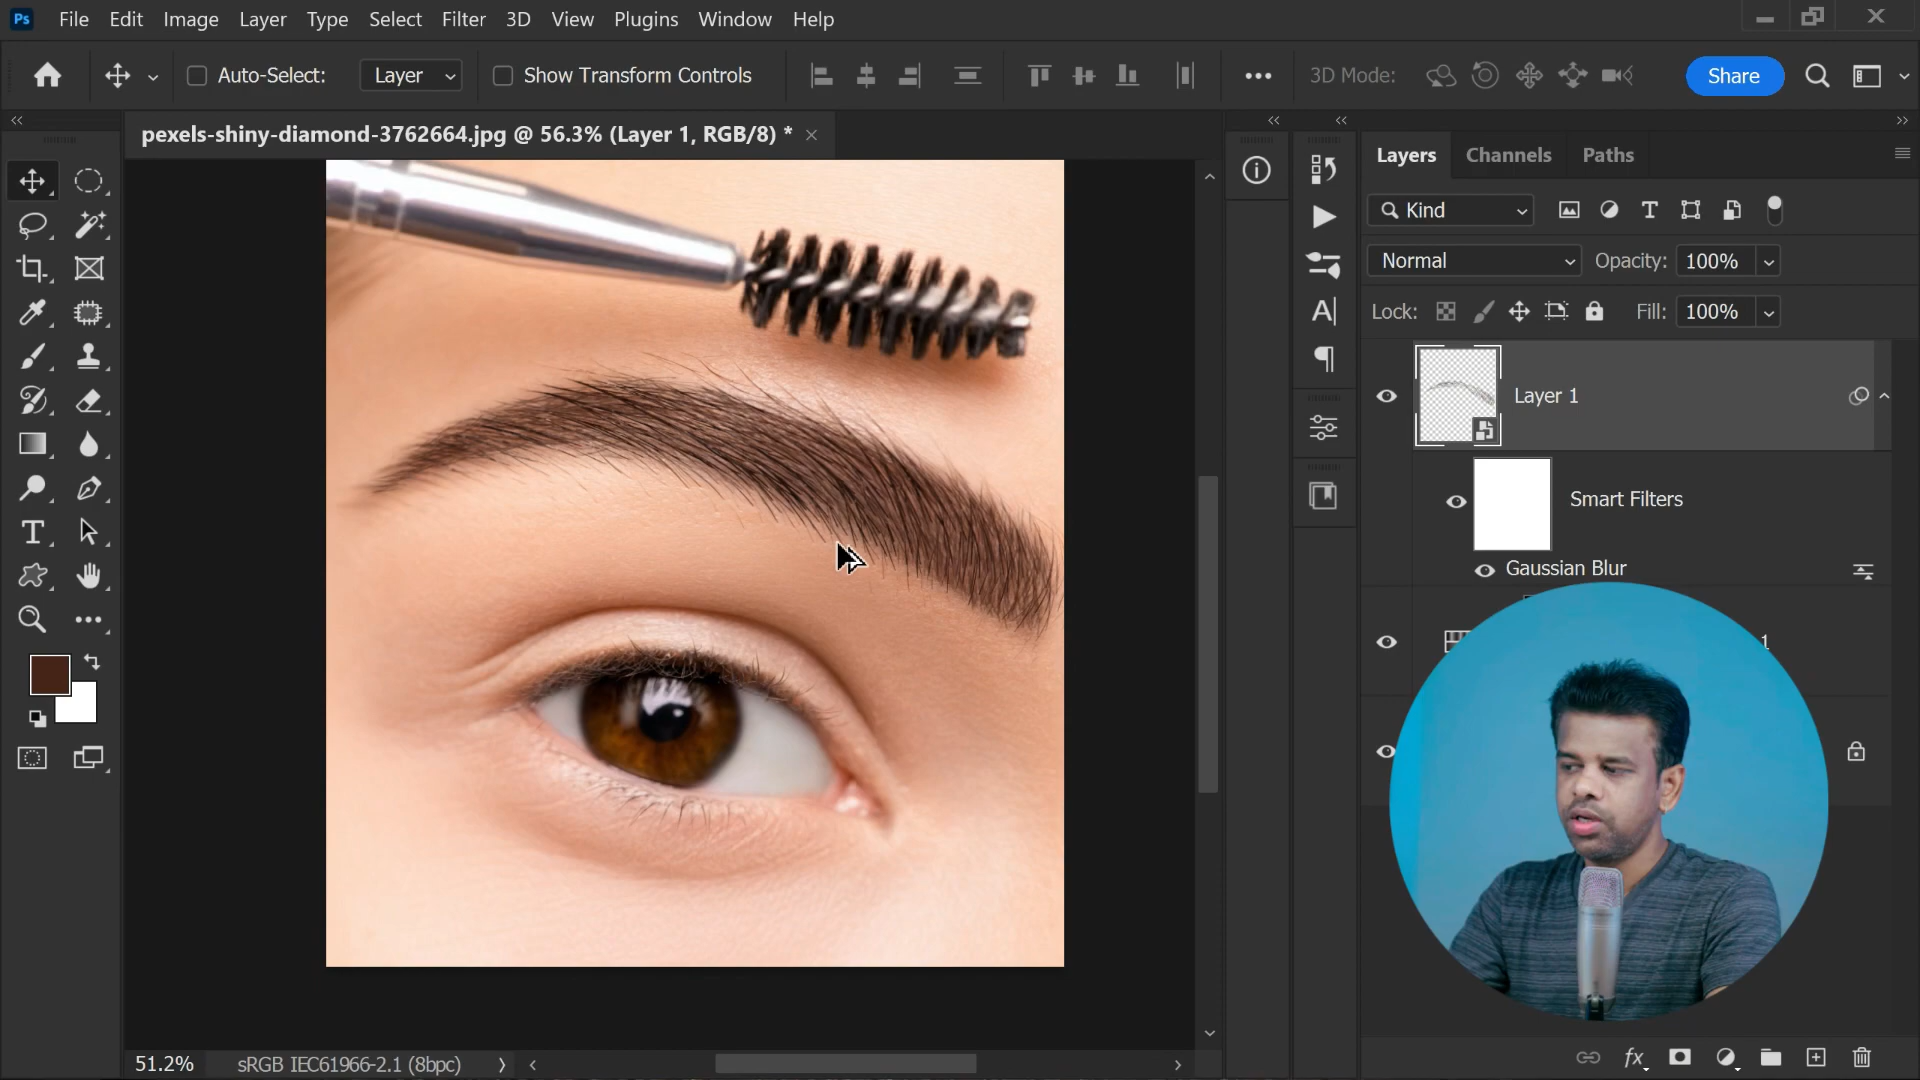 Ps File Edit Image Layer Type Select Filter 3D View Plugins Window Help
Auto-Select: Layer Show Transform Controls 3D Mode: Share
pexels-shiny-diamond-3762664.jpg @ 56.3% (Layer 1, RGB/8) *
Layers Channels Paths
Kind
Normal Opacity: 100%
Lock: Fill: 100%
Layer 1
Smart Filters
Gaussian Blur
1
51.2% sRGB IEC61966-2.1 (8bpc)